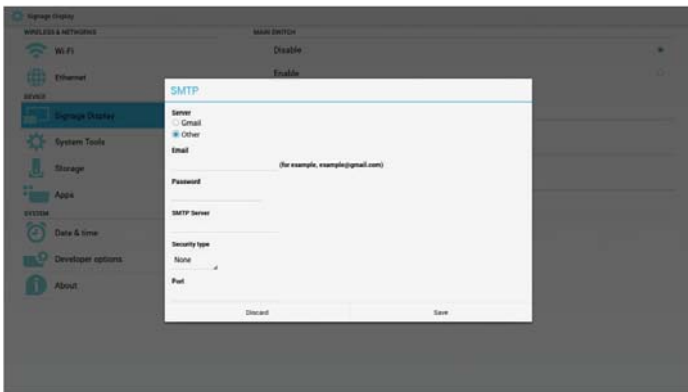 Signage Display
WIRELESS & NETWORKS
Wi-Fi
Ethernet
DEVICE
Signage Display
System Tools
Storage
Apps
SYSTEM
Date & time
Developer options
About
MAIN SWITCH
Disable
Enable
SMTP
Server
Gmail
Other
Email
(for example, example@gmail.com)
Password
SMTP Server
Security type
None
Port
Discard
Save